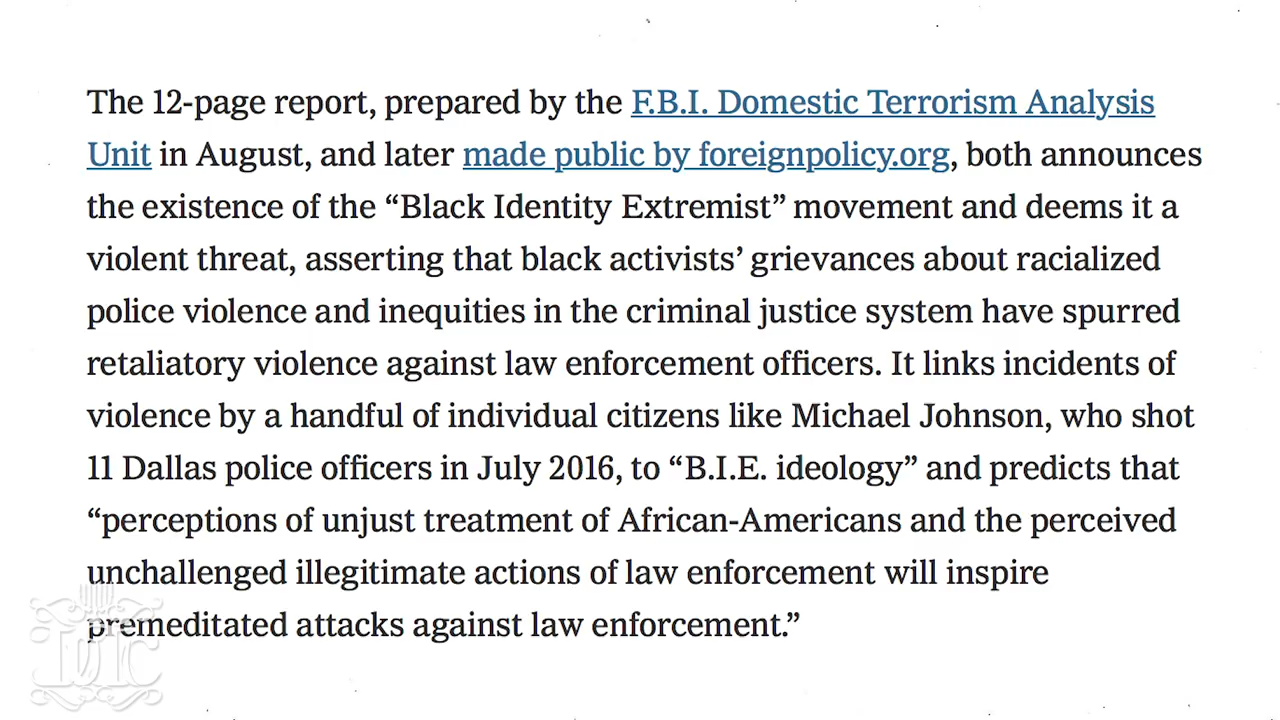 The 12-page report, prepared by the F.B.I. Domestic Terrorism Analysis
Unit in August, and later made public by foreignpolicy.org, both announces
the existence of the “Black Identity Extremist” movement and deems it a
violent threat, asserting that black activists’ grievances about racialized
police violence and inequities in the criminal justice system have spurred
retaliatory violence against law enforcement officers. It links incidents of
violence by a handful of individual citizens like Michael Johnson, who shot
11 Dallas police officers in July 2016, to “B.I.E. ideology” and predicts that
“perceptions of unjust treatment of African-Americans and the perceived
unchallenged illegitimate actions of law enforcement will inspire
premeditated attacks against law enforcement.”